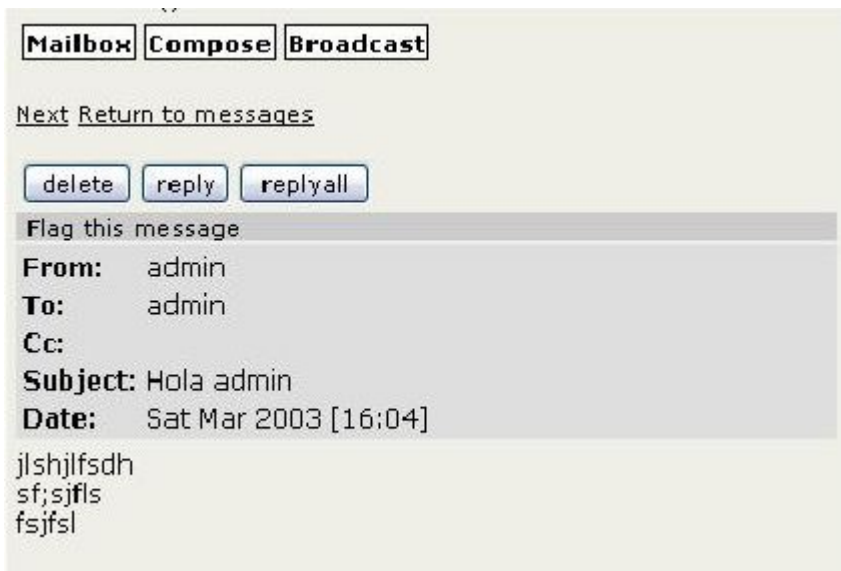 Mailbox Compose Broadcast
Next Return to messages
delete reply replyall
Flag this message
From: admin
To: admin
Cc:
Subject: Hola admin
Date: Sat Mar 2003 [16:04]
jlshjlfsdh
sf;sjfls
fsjfsl